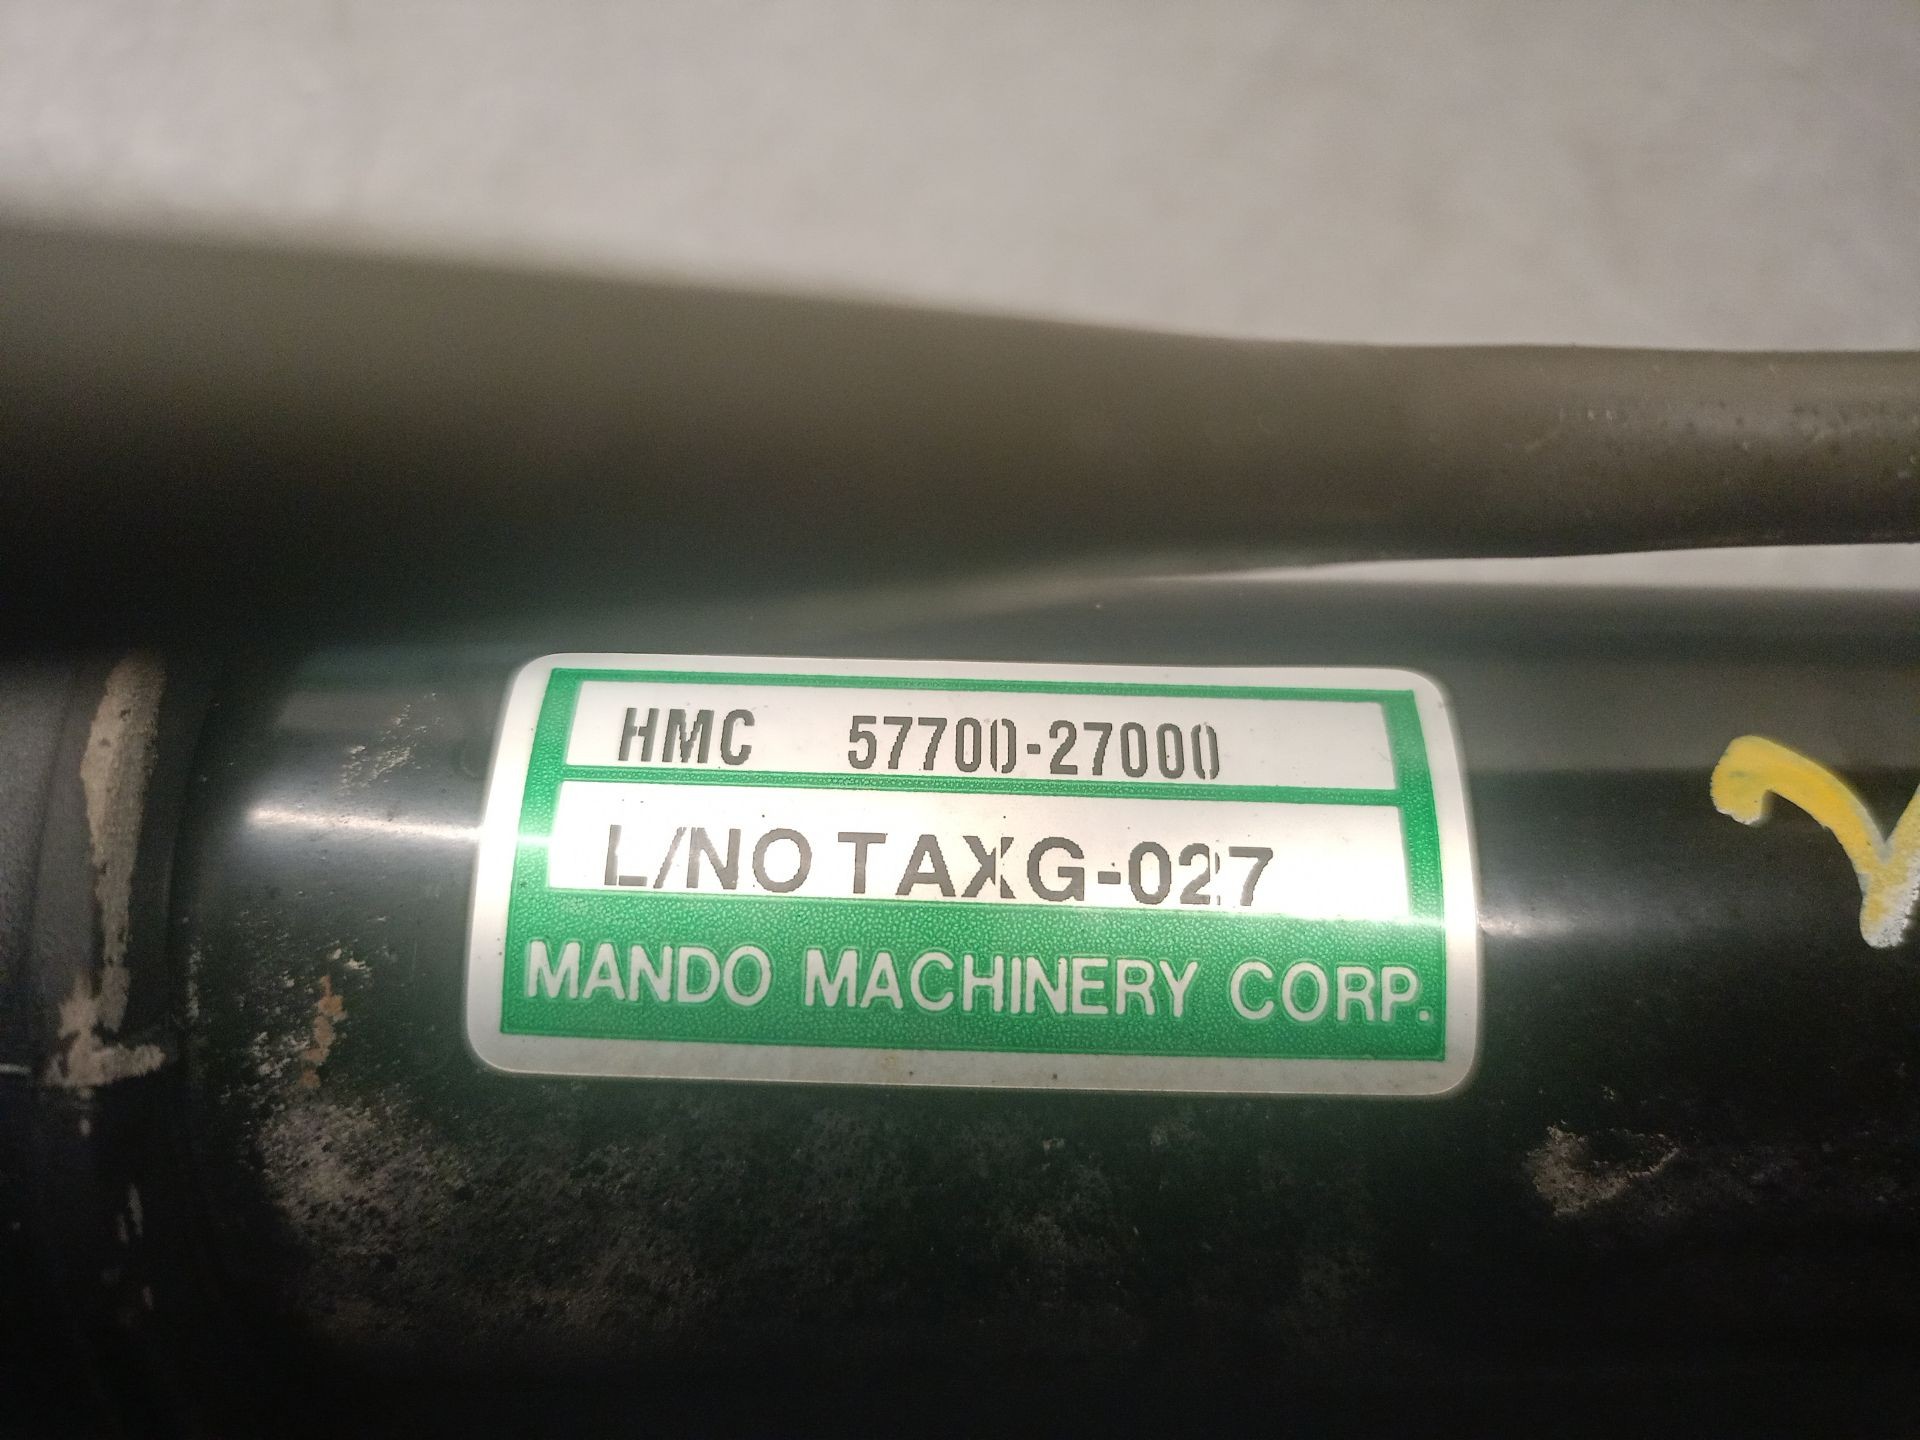 HMC 57700-27000
L/NO TAXG-027
MANDO MACHINERY CORP.